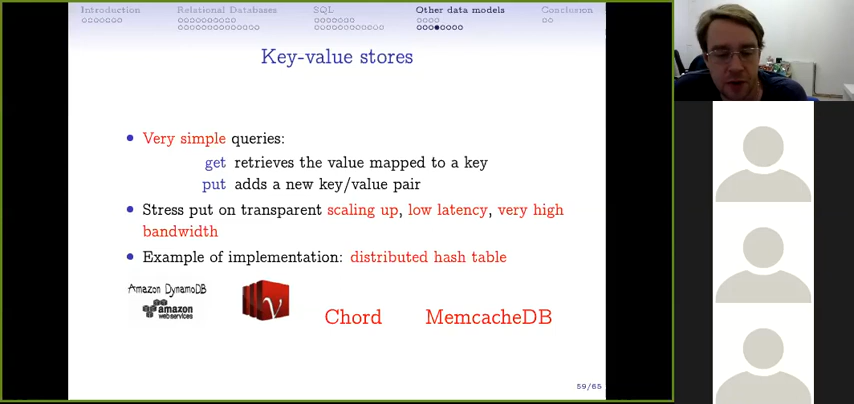 Introduction Relational Databases SQL Other data models Conclusion
Key-value stores
Very simple queries:
get retrieves the value mapped to a key
put adds a new key/value pair
Stress put on transparent scaling up, low latency, very high
bandwidth
Example of implementation: distributed hash table
Amazon DynamoDB
amazon
webservices
V
Chord MemcacheDB
59/65